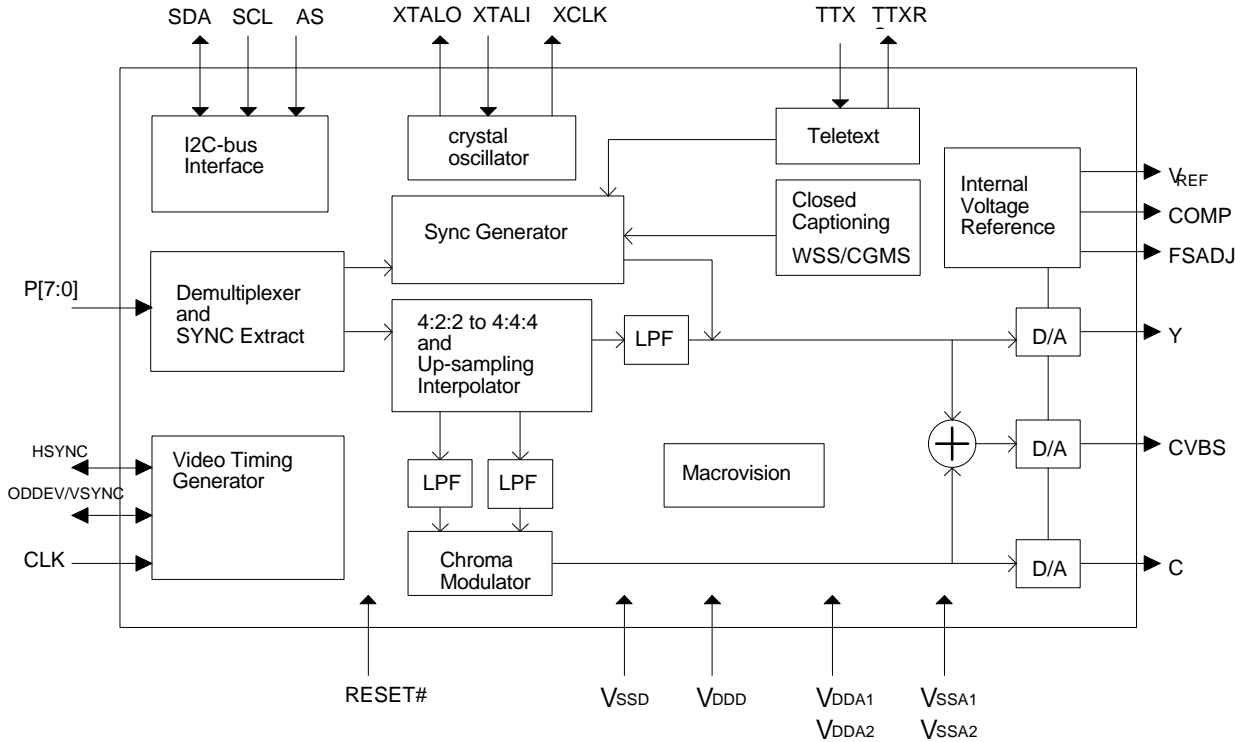 SDA SCL AS XTALO XTALI XCLK TTX TTXR
I2C-bus
Interface
crystal
oscillator
Teletext
Internal
Voltage
Reference
VREF
COMP
FSADJ
Closed
Captioning
WSS/CGMS
Sync Generator
P[7:0]
Demultiplexer
and
SYNC Extract
4:2:2 to 4:4:4
and
Up-sampling
Interpolator
LPF
D/A
Y
HSYNC
ODDEV/VSYNC
CLK
Video Timing
Generator
LPF
LPF
Macrovision
D/A
CVBS
Chroma
Modulator
D/A
C
RESET#
VSSD
VDDD
VDDA1
VDDA2
VSSA1
VSSA2